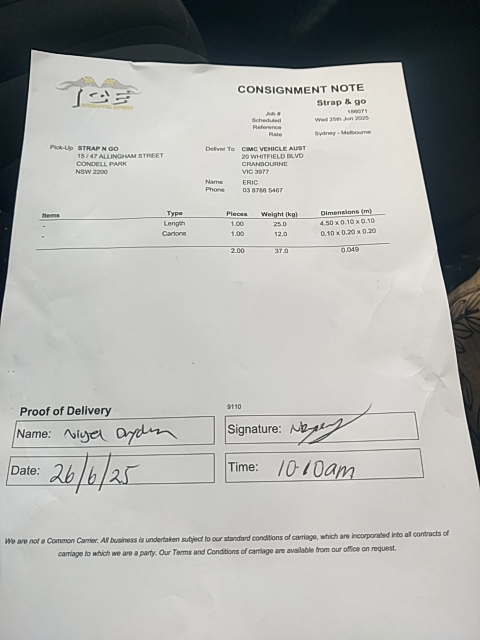 ICE
CONSIGNMENT NOTE
Strap & go
Job # 186071
Scheduled Wed 25th Jun 2025
Reference
Rate Sydney - Melbourne
Pick-Up STRAP N GO
15 / 47 ALLINGHAM STREET
CONDELL PARK
NSW 2200
Deliver To CIMC VEHICLE AUST
20 WHITFIELD BLVD
CRANBOURNE
VIC 3977
Name ERIC
Phone 03 8788 5467
Items Type Pieces Weight (kg) Dimensions (m)
- Length 1.00 25.0 4.50 x 0.10 x 0.10
- Cartons 1.00 12.0 0.10 x 0.20 x 0.20
2.00 37.0 0.049
Proof of Delivery
9110
Name: Nigel Dryden
Signature:
Date: 26/6/25
Time: 10-10am
We are not a Common Carrier. All business is undertaken subject to our standard conditions of carriage, which are incorporated into all contracts of
carriage to which we are a party. Our Terms and Conditions of carriage are available from our office on request.